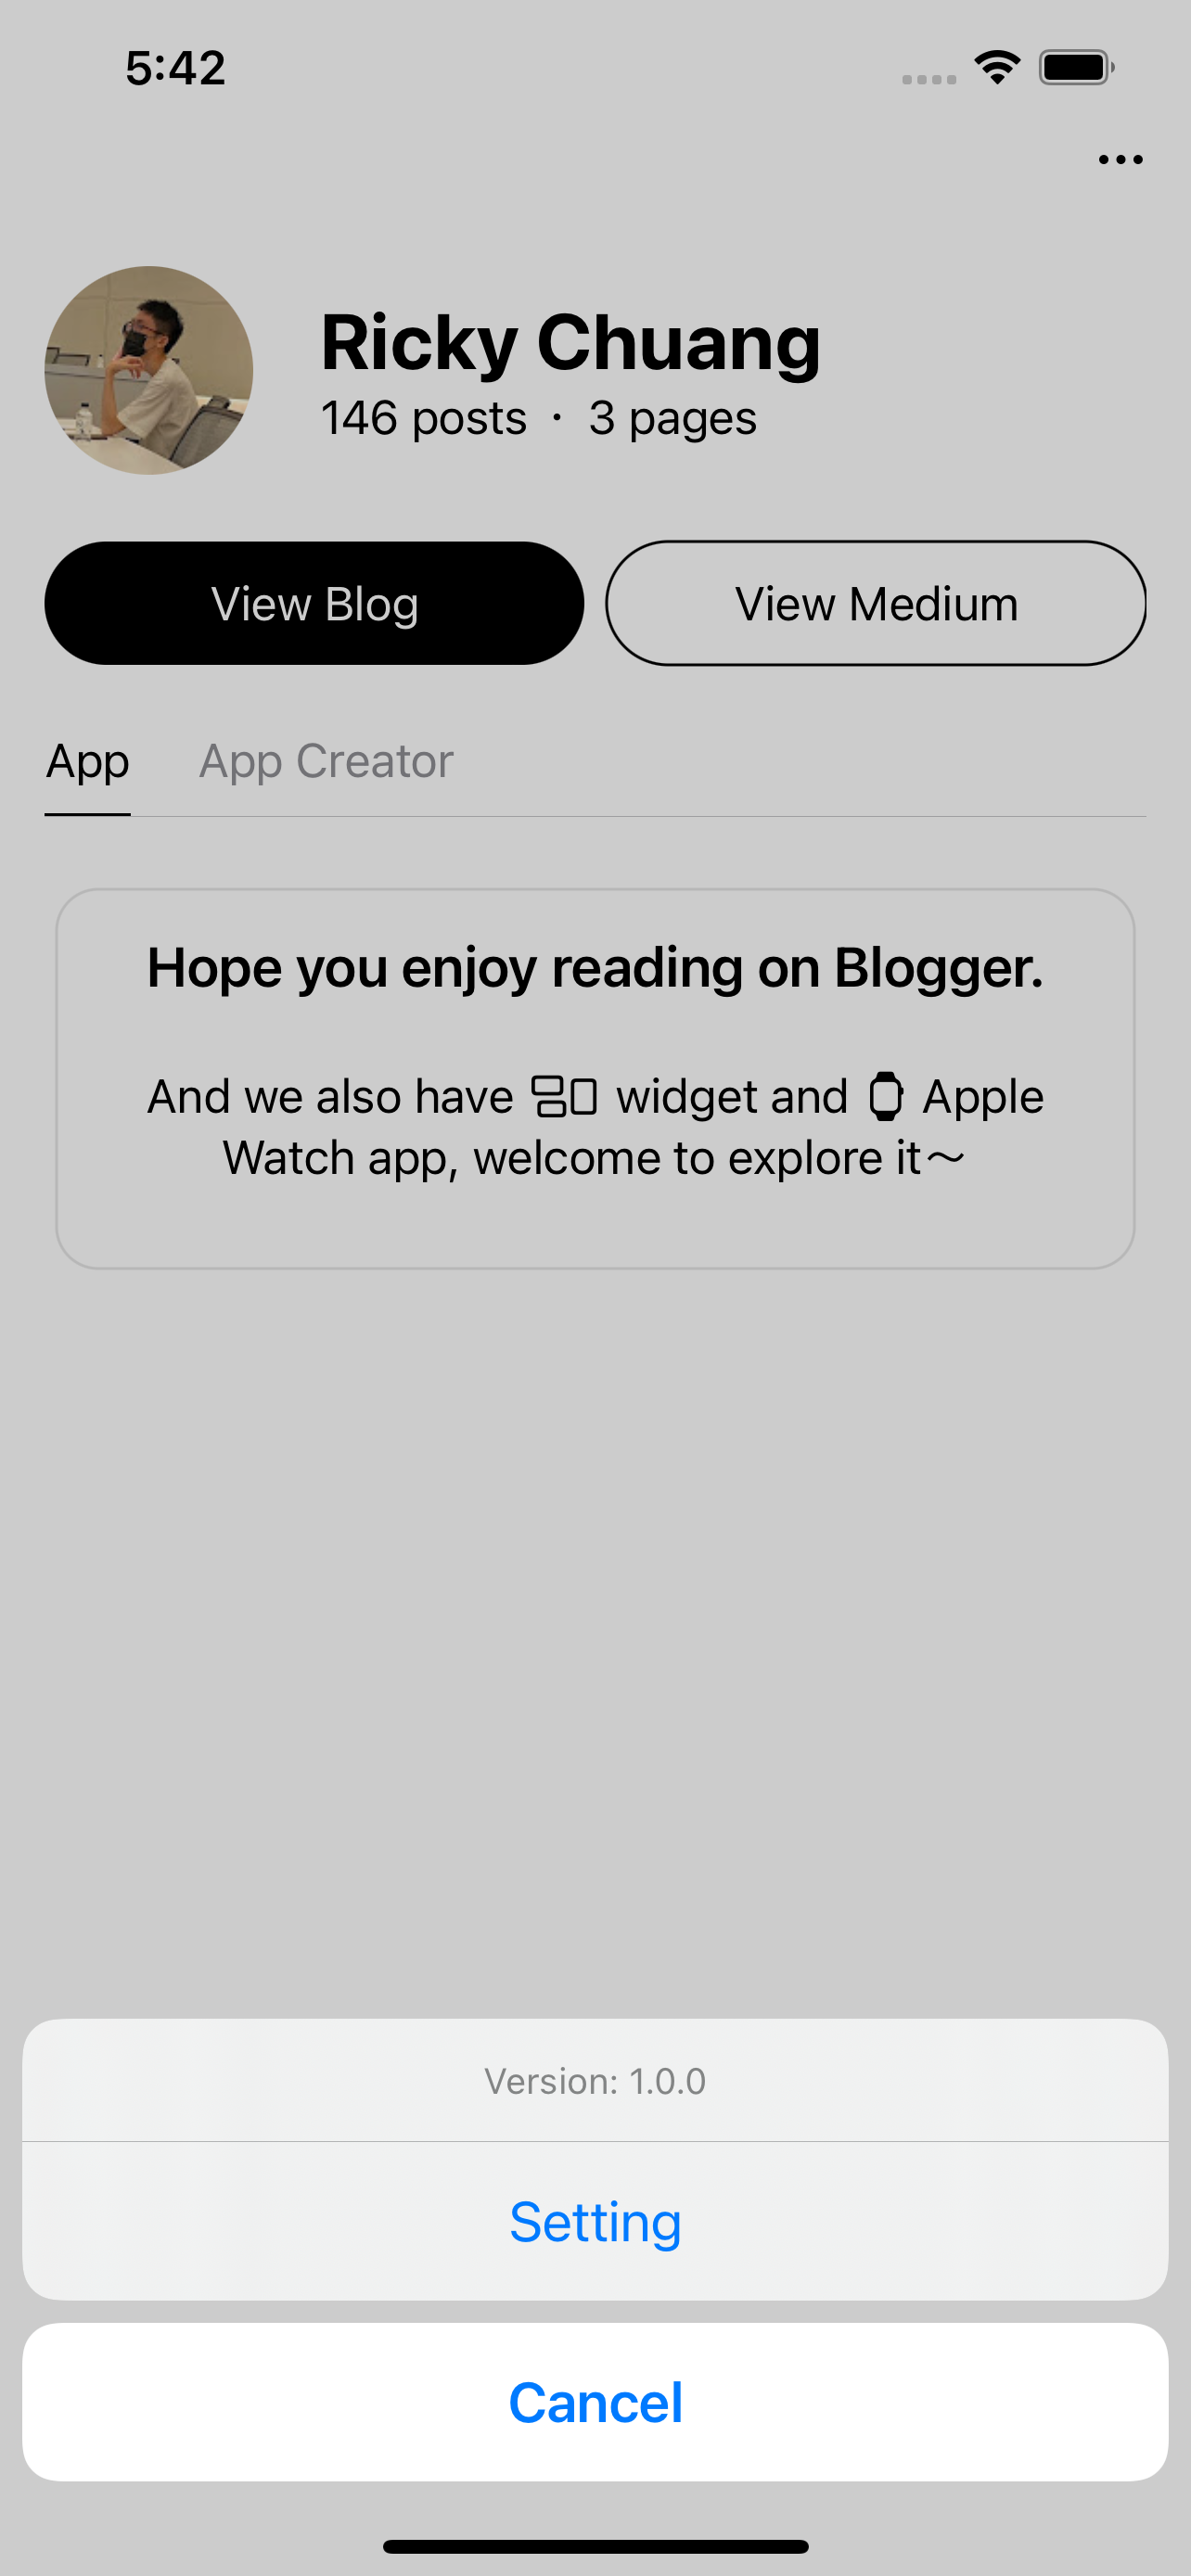 5:42
Ricky Chuang
146 posts · 3 pages
View Blog
View Medium
App
App Creator
Hope you enjoy reading on Blogger.
And we also have widget and Apple
Watch app, welcome to explore it～
Version: 1.0.0
Setting
Cancel